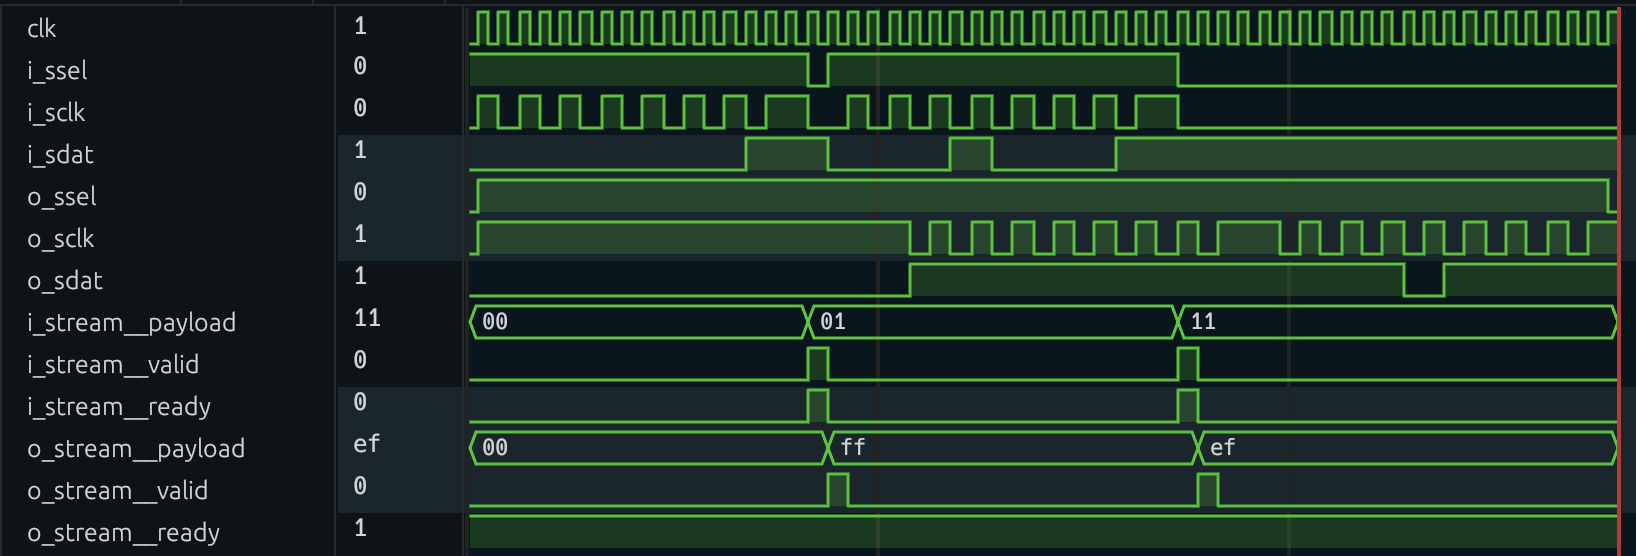 clk 1
i_ssel 0
i_sclk 0
i_sdat 1
o_ssel 0
o_sclk 1
o_sdat 1
i_stream__payload 11 00 01 11
i_stream__valid 0
i_stream__ready 0
o_stream__payload ef 00 ff ef
o_stream__valid 0
o_stream__ready 1